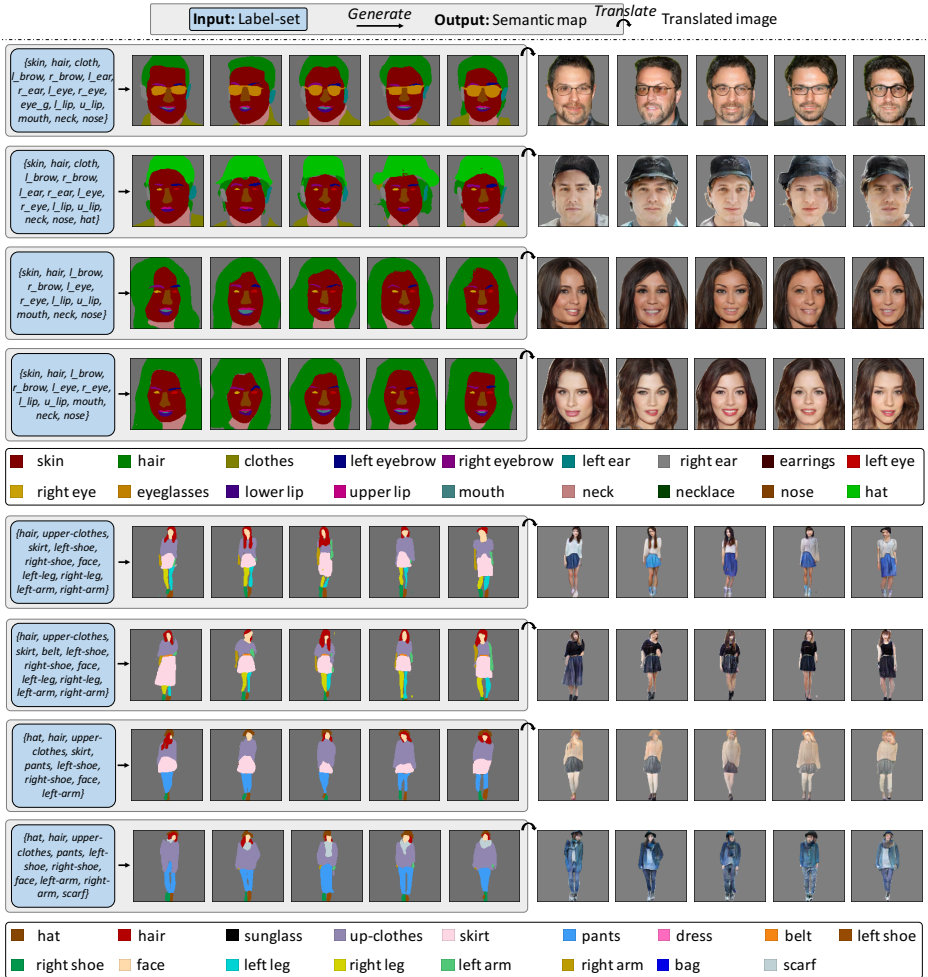 Input: Label-set
Generate
Output: Semantic map
Translate
Translated image
{skin, hair, cloth,
l_brow, r_brow, l_ear,
r_ear, l_eye, r_eye,
eye_g, l_lip, u_lip,
mouth, neck, nose}
{skin, hair, cloth,
l_brow, r_brow,
l_ear, r_ear, l_eye,
r_eye, l_lip, u_lip,
neck, nose, hat}
{skin, hair, l_brow,
r_brow, l_eye,
r_eye, l_lip, u_lip,
mouth, neck, nose}
{skin, hair, l_brow,
r_brow, l_eye, r_eye,
l_lip, u_lip, mouth,
neck, nose}
skin hair clothes left eyebrow right eyebrow left ear right ear earrings left eye
right eye eyeglasses lower lip upper lip mouth neck necklace nose hat
{hair, upper-clothes,
skirt, left-shoe,
right-shoe, face,
left-leg, right-leg,
left-arm, right-arm}
{hair, upper-clothes,
skirt, belt, left-shoe,
right-shoe, face,
left-leg, right-leg,
left-arm, right-arm}
{hat, hair, upper-
clothes, skirt,
pants, left-shoe,
right-shoe, face,
left-arm}
{hat, hair, upper-
clothes, pants, left-
shoe, right-shoe,
face, left-arm, right-
arm, scarf}
hat hair sunglass up-clothes skirt pants dress belt left shoe
right shoe face left leg right leg left arm right arm bag scarf